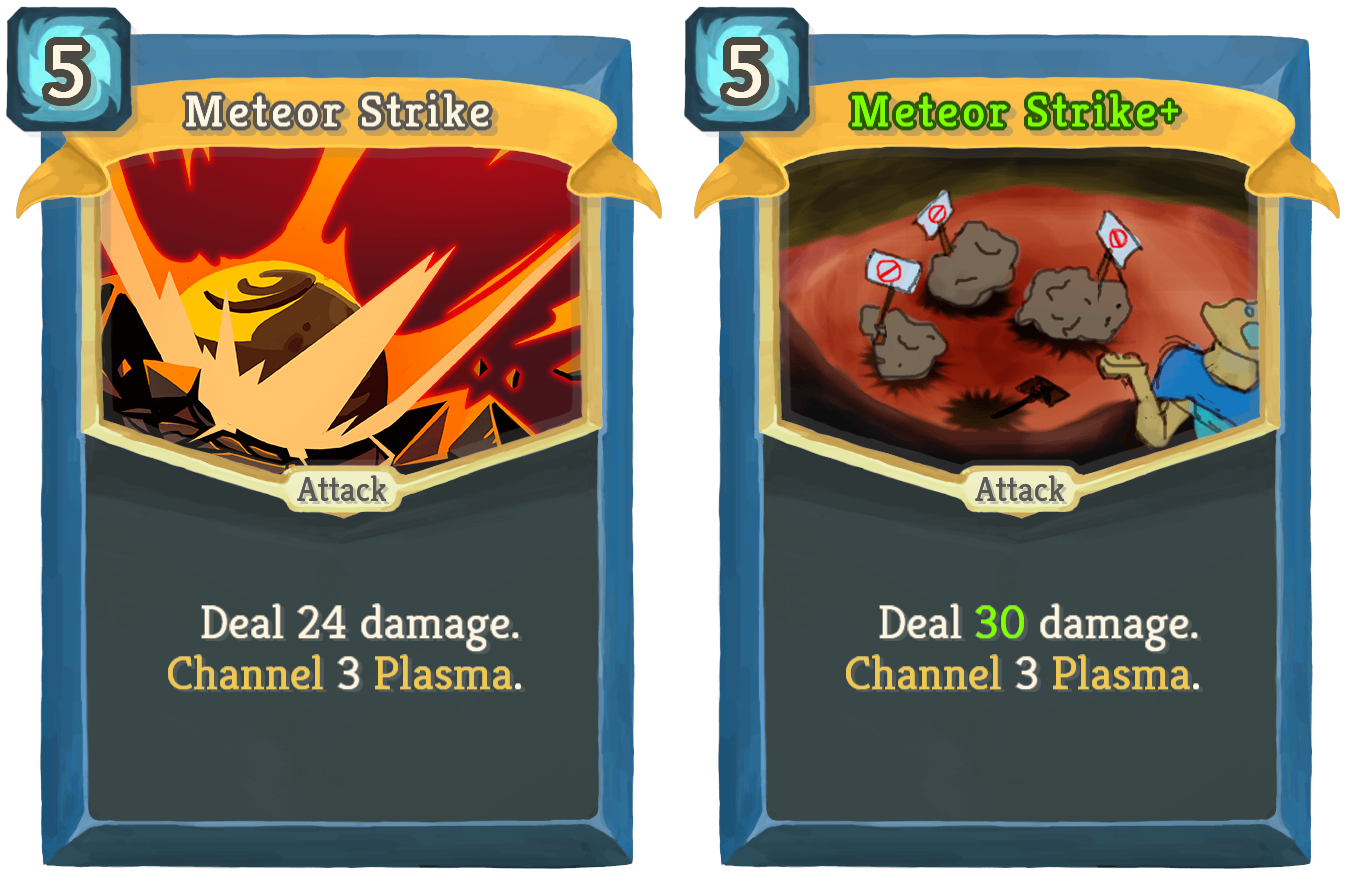 5
Meteor Strike
Attack
Deal 24 damage.
Channel 3 Plasma.
5
Meteor Strike+
Attack
Deal 30 damage.
Channel 3 Plasma.